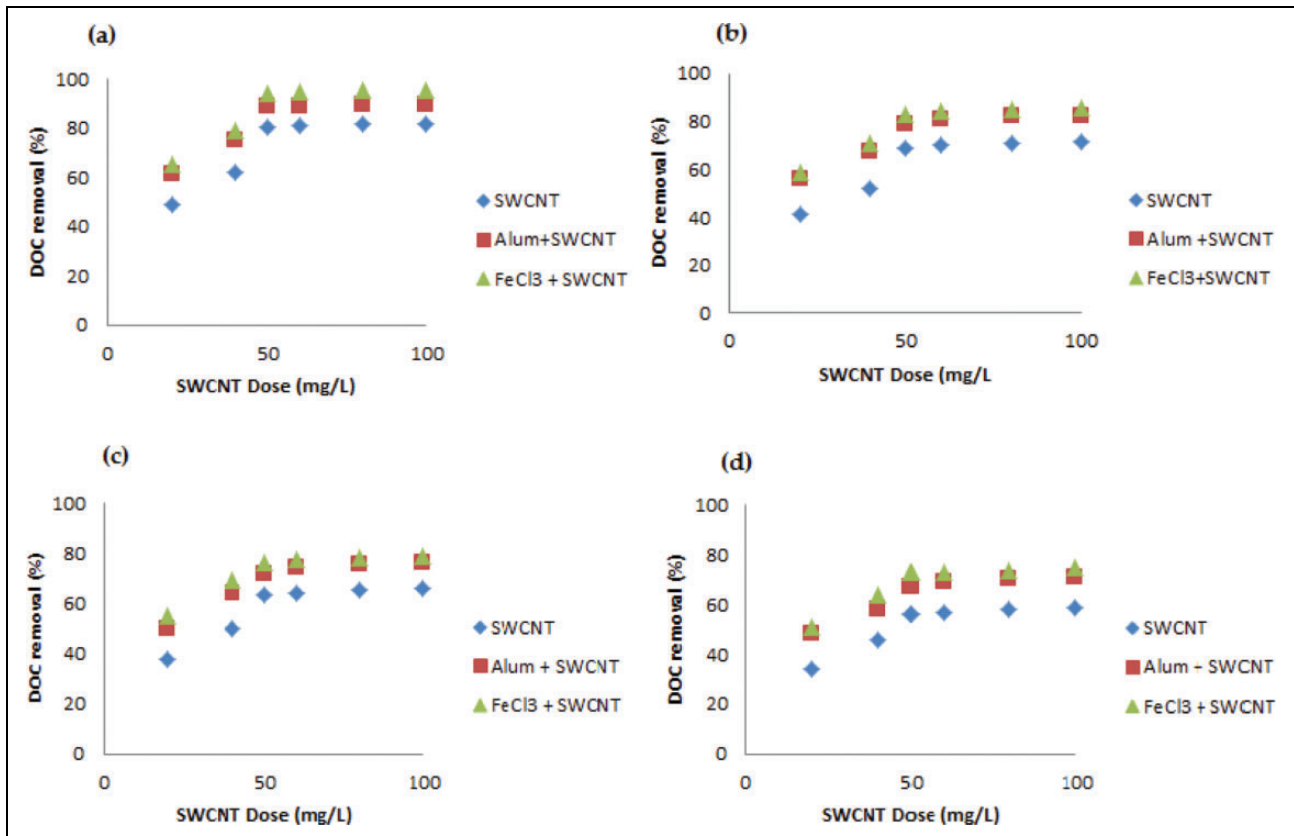 (a)
100
80
60
40
20
0
DOC removal (%)
0 50 100
SWCNT Dose (mg/L)
SWCNT
Alum+SWCNT
FeCl3 + SWCNT
(b)
100
80
60
40
20
0
DOC removal (%)
0 50 100
SWCNT Dose (mg/L
SWCNT
Alum +SWCNT
FeCl3+SWCNT
(c)
100
80
60
40
20
0
DOC removal (%)
0 50 100
SWCNT Dose (mg/L)
SWCNT
Alum + SWCNT
FeCl3 + SWCNT
(d)
100
80
60
40
20
0
DOC removal (%)
0 50 100
SWCNT Dose (mg/L)
SWCNT
Alum + SWCNT
FeCl3 + SWCNT